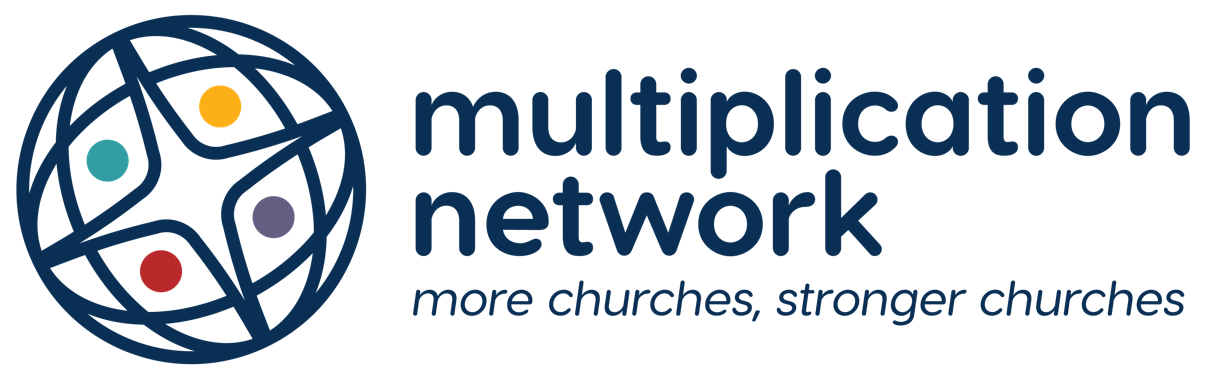 multiplication
network
more churches, stronger churches